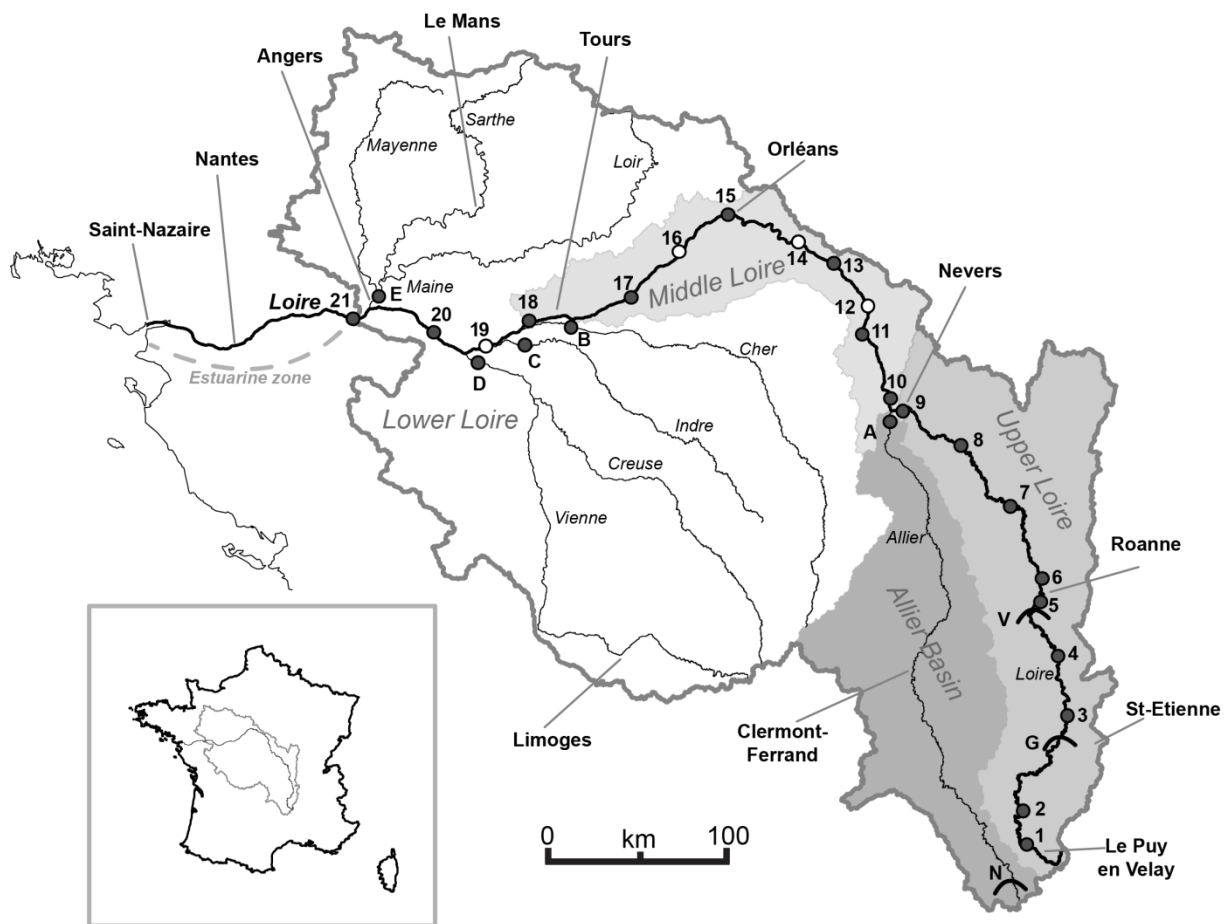 Le Mans
Angers
Tours
Sarthe
Mayenne
Orléans
Nantes
Loir
15
Saint-Nazaire
16
14
13
Nevers
E
Maine
17
Middle Loire
Loire
21
18
12
20
19
11
B
C
Estuarine zone
D
Cher
10
9
Lower Loire
A
8
Upper Loire
Indre
Creuse
7
Vienne
Allier
Roanne
6
5
V
Allier Basin
4
Loire
3
St-Etienne
Limoges
Clermont-
Ferrand
G
2
0
km
100
1
Le Puy
en Velay
N